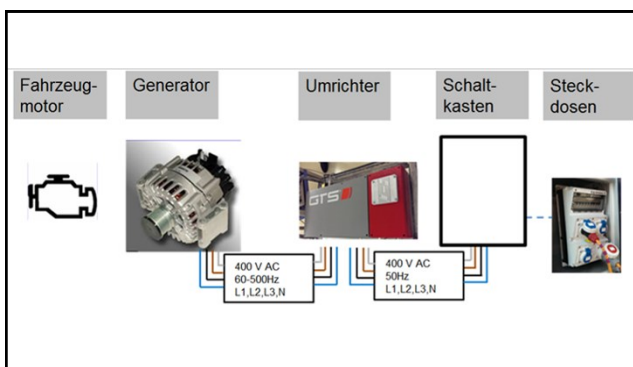 Fahrzeug-
motor
Generator
Umrichter
Schalt-
kasten
Steck-
dosen
GTS
400 V AC
60-500Hz
L1,L2,L3,N
400 V AC
50Hz
L1,L2,L3,N